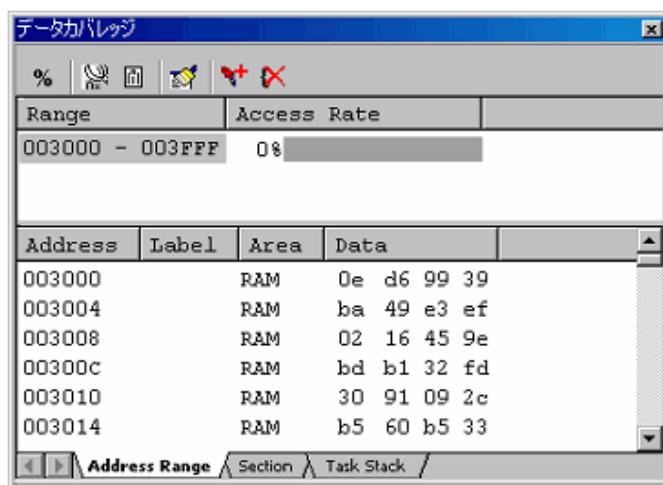 データカバレッジ
%
Range Access Rate
003000 - 003FFF 0%
Address Label Area Data
003000 RAM 0e d6 99 39
003004 RAM ba 49 e3 ef
003008 RAM 02 16 45 9e
00300C RAM bd b1 32 fd
003010 RAM 30 91 09 2c
003014 RAM b5 60 b5 33
Address Range Section Task Stack